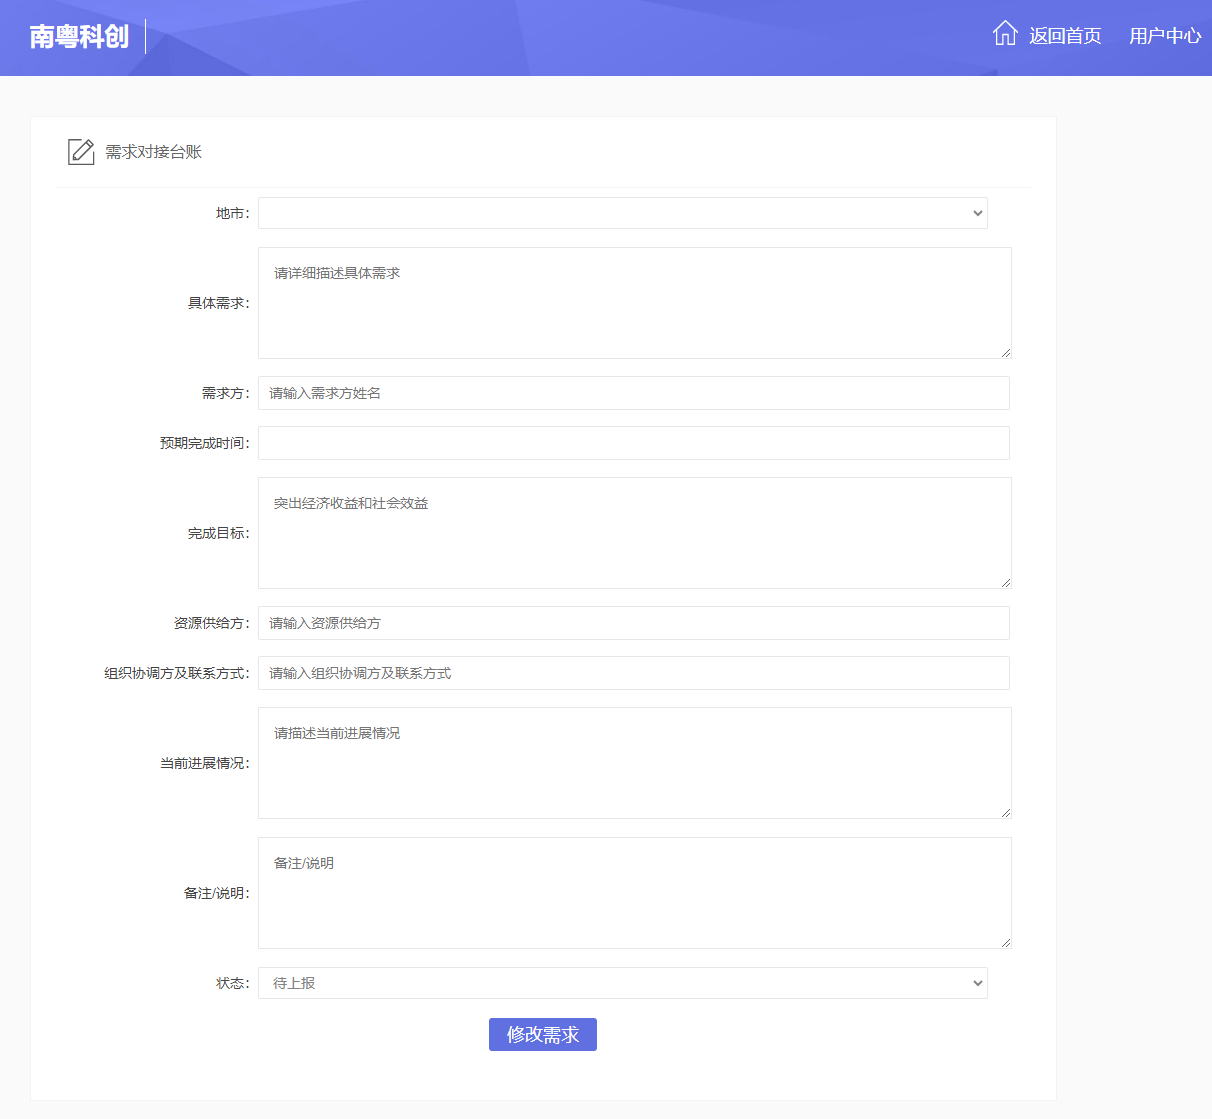 南粤科创
返回首页 用户中心
需求对接台账
地市：
具体需求： 请详细描述具体需求
需求方： 请输入需求方姓名
预期完成时间：
完成目标： 突出经济收益和社会效益
资源供给方： 请输入资源供给方
组织协调方及联系方式： 请输入组织协调方及联系方式
当前进展情况： 请描述当前进展情况
备注/说明： 备注/说明
状态： 待上报
修改需求